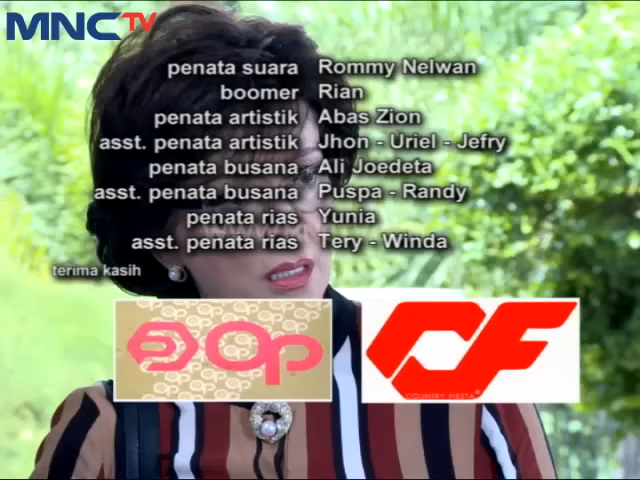 MNCTV
penata suara Rommy Nelwan
boomer Rian
penata artistik Abas Zion
asst. penata artistik Jhon - Uriel - Jefry
penata busana Ali Joedeta
asst. penata busana Puspa - Randy
penata rias Yunia
asst. penata rias Tery - Winda
terima kasih
Op
CF
COUNTRY FIESTA